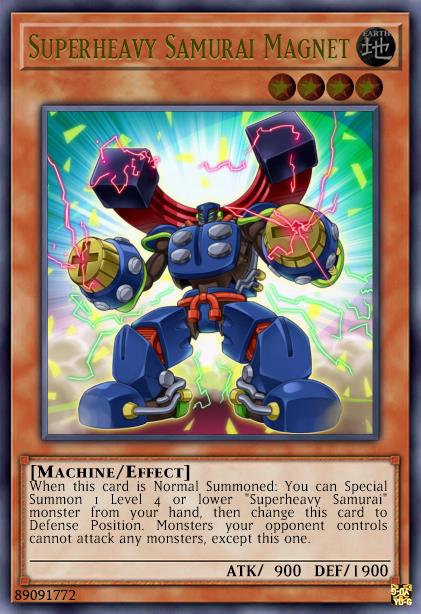 Superheavy Samurai Magnet
EARTH
地
[Machine/Effect]
When this card is Normal Summoned: You can Special
Summon 1 Level 4 or lower "Superheavy Samurai"
monster from your hand, then change this card to
Defense Position. Monsters your opponent controls
cannot attack any monsters, except this one.
ATK/ 900 DEF/1900
89091772